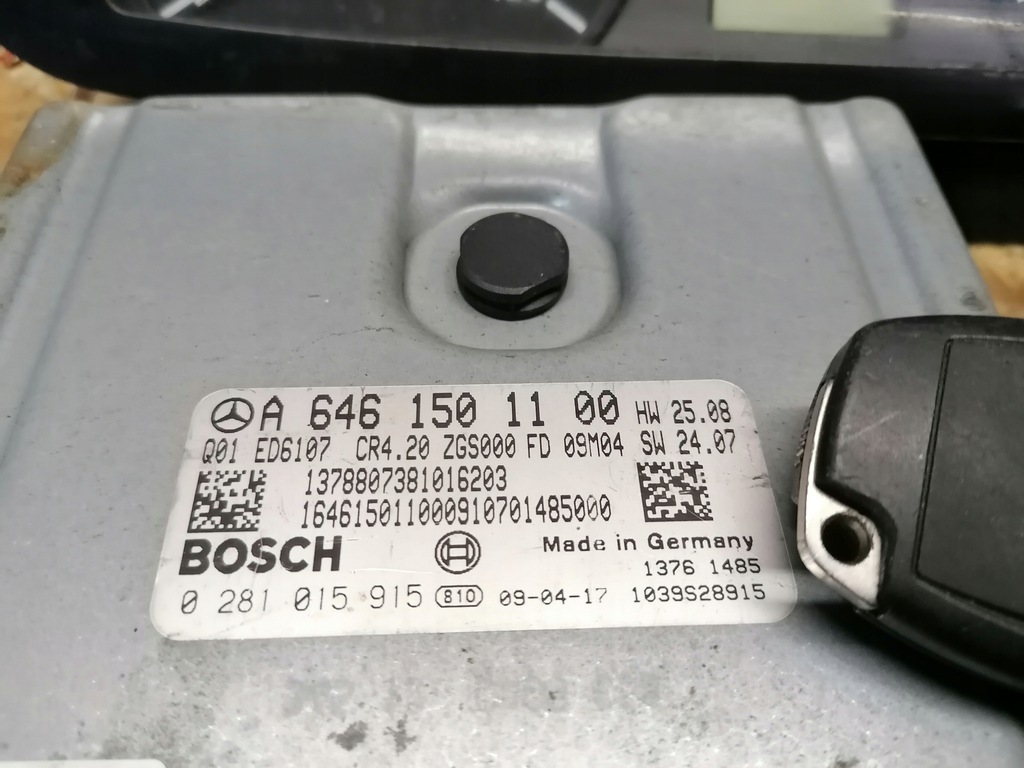 A 646 150 11 00 HW 25.08
Q01 ED6107 CR4.20 ZGS000 FD 09M04 SW 24.07
1378807381016203
164615011000910701485000
BOSCH Made in Germany
1376 1485
0 281 015 915 810 09-04-17 1039S28915